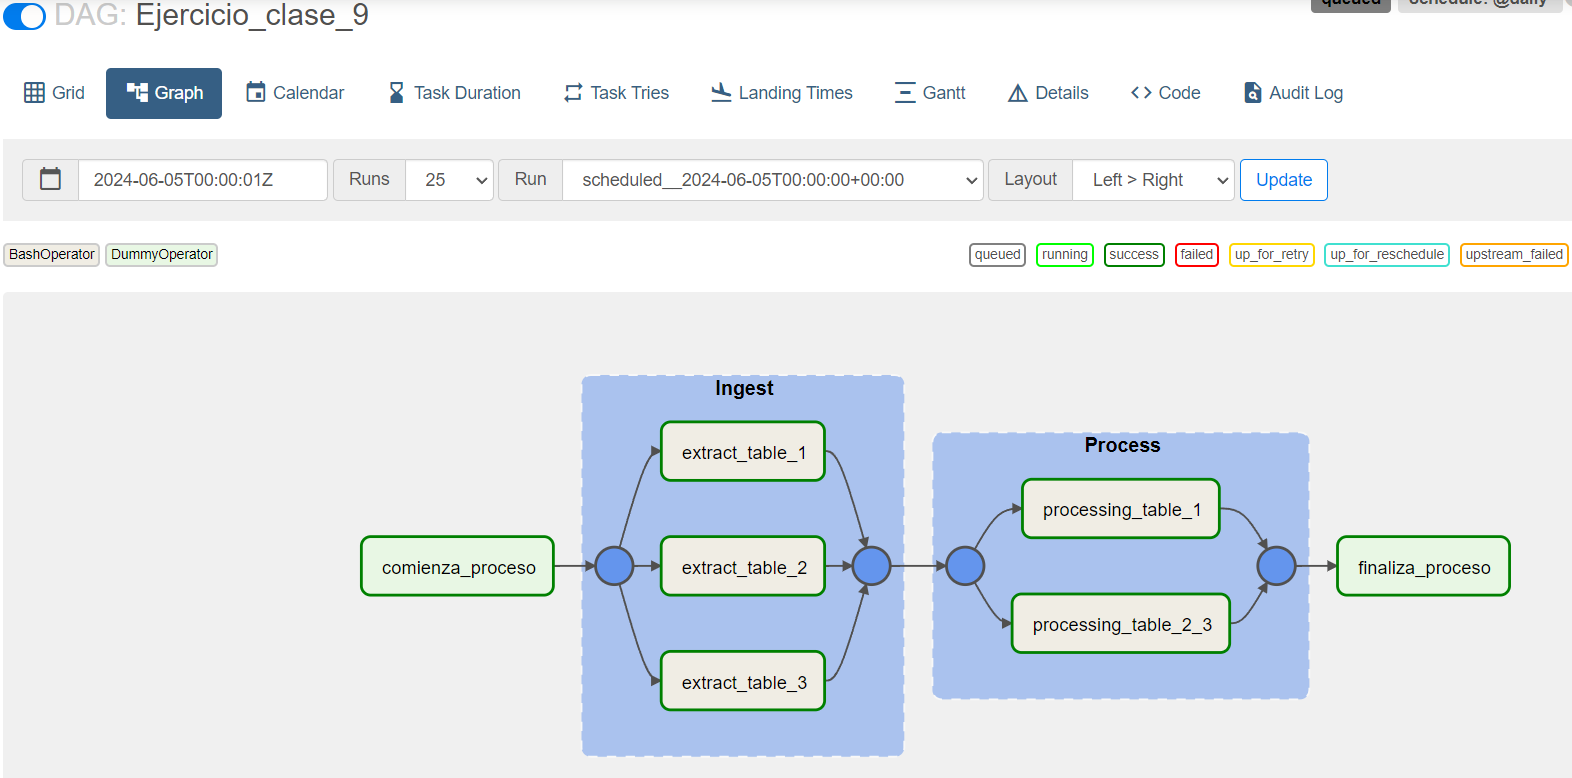 DAG: Ejercicio_clase_9
queued schedule: @daily
Grid Graph Calendar Task Duration Task Tries Landing Times Gantt Details Code Audit Log
2024-06-05T00:00:01Z Runs 25 Run scheduled__2024-06-05T00:00:00+00:00 Layout Left > Right Update
BashOperator DummyOperator queued running success failed up_for_retry up_for_reschedule upstream_failed
Ingest
extract_table_1
Process
processing_table_1
comienza_proceso
extract_table_2
finaliza_proceso
processing_table_2_3
extract_table_3